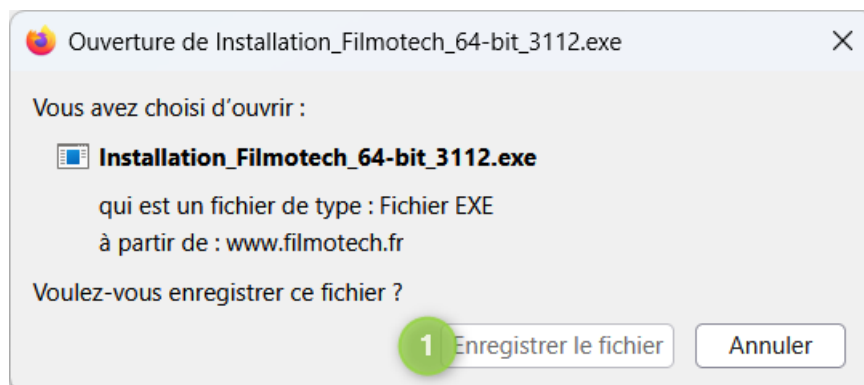 Ouverture de Installation_Filmotech_64-bit_3112.exe
Vous avez choisi d’ouvrir :
Installation_Filmotech_64-bit_3112.exe
qui est un fichier de type : Fichier EXE
à partir de : www.filmotech.fr
Voulez-vous enregistrer ce fichier ?
1 Enregistrer le fichier Annuler